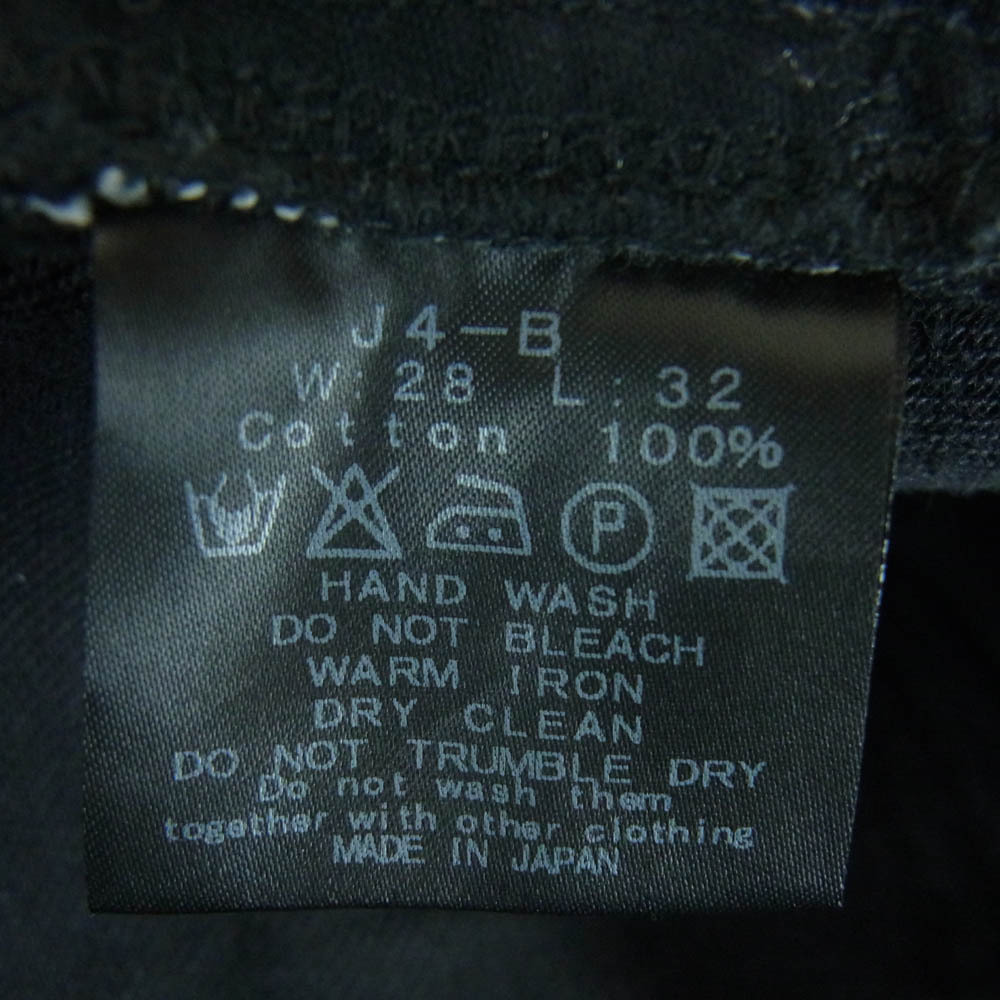 J4-B
W:28 L:32
Cotton 100%
P
HAND WASH
DO NOT BLEACH
WARM IRON
DRY CLEAN
DO NOT TRUMBLE DRY
Do not wash them
together with other clothing
MADE IN JAPAN